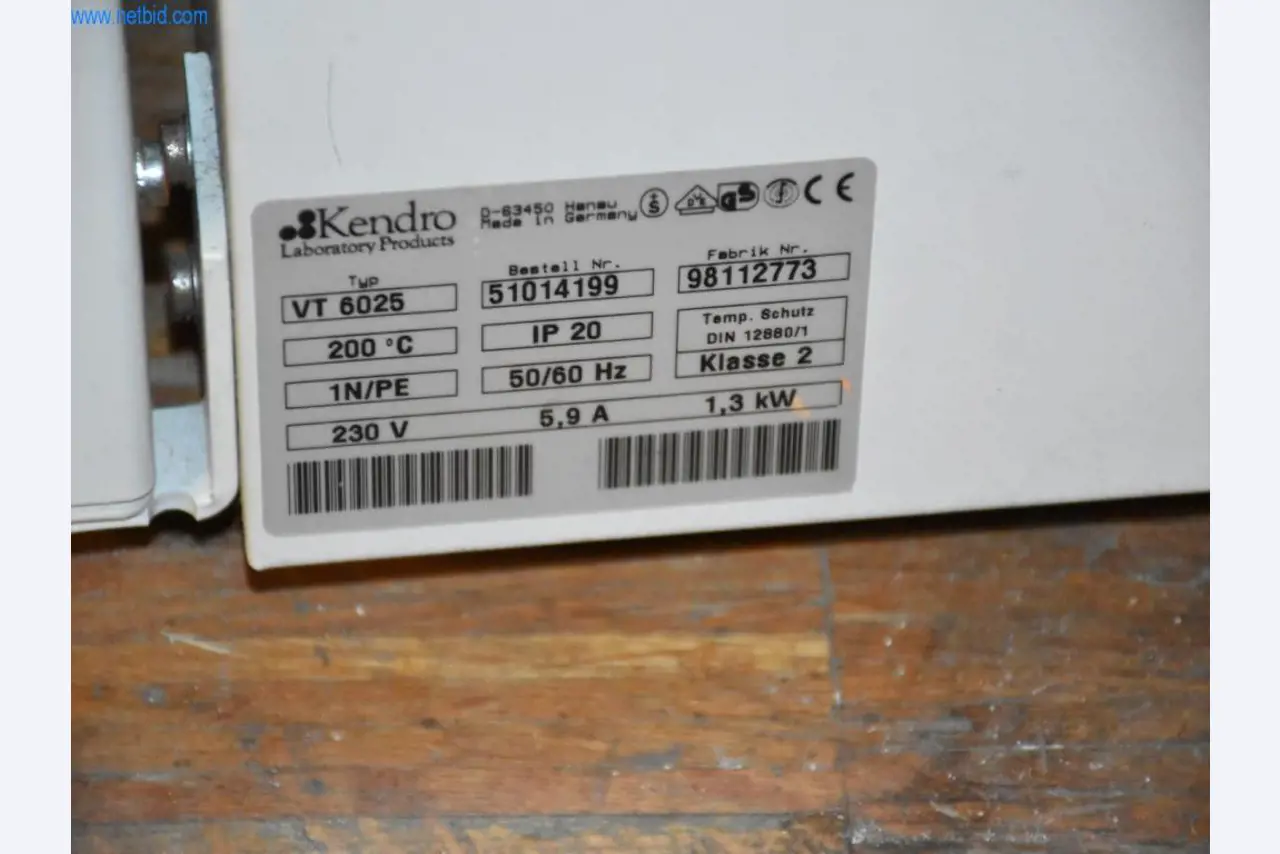 www.netbid.com
Kendro
Laboratory Products
D-63450 Hanau
Made in Germany
Typ
VT 6025
Bestell Nr.
51014199
Fabrik Nr.
98112773
200 °C
IP 20
Temp. Schutz
DIN 12880/1
Klasse 2
1N/PE
50/60 Hz
230 V 5,9 A 1,3 kW